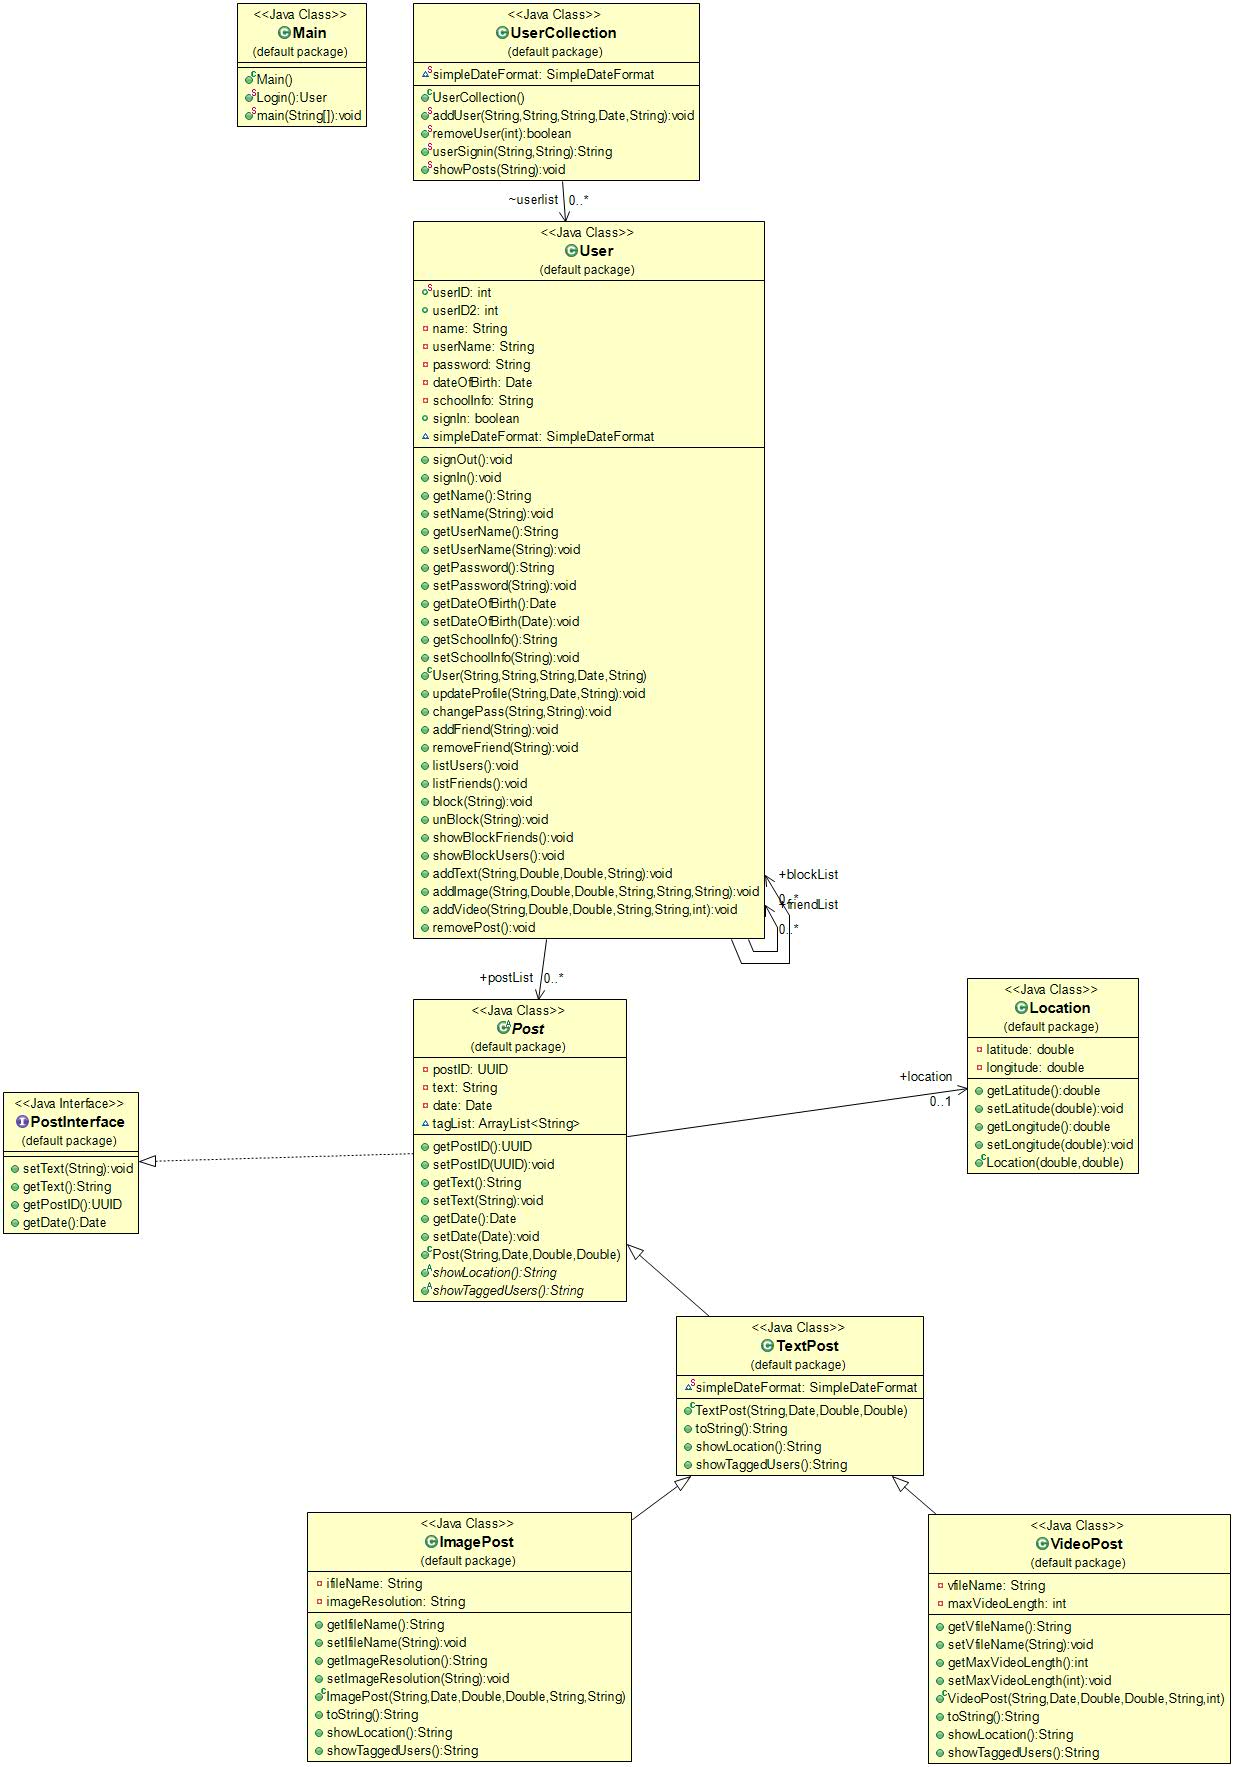 <<Java Class>>
Main
(default package)
Main()
Login():User
main(String[]):void
<<Java Class>>
UserCollection
(default package)
simpleDateFormat: SimpleDateFormat
UserCollection()
addUser(String,String,String,Date,String):void
removeUser(int):boolean
userSignin(String,String):String
showPosts(String):void
~userlist 0..*
<<Java Class>>
User
(default package)
userID: int
userID2: int
name: String
userName: String
password: String
dateOfBirth: Date
schoolInfo: String
signIn: boolean
simpleDateFormat: SimpleDateFormat
signOut():void
signIn():void
getName():String
setName(String):void
getUserName():String
setUserName(String):void
getPassword():String
setPassword(String):void
getDateOfBirth():Date
setDateOfBirth(Date):void
getSchoolInfo():String
setSchoolInfo(String):void
User(String,String,String,Date,String)
updateProfile(String,Date,String):void
changePass(String,String):void
addFriend(String):void
removeFriend(String):void
listUsers():void
listFriends():void
block(String):void
unBlock(String):void
showBlockFriends():void
showBlockUsers():void
addText(String,Double,Double,String):void
addImage(String,Double,Double,String,String,String):void
addVideo(String,Double,Double,String,String,int):void
removePost():void
+blockList
0..*
+friendList
0..*
+postList 0..*
<<Java Class>>
Post
(default package)
postID: UUID
text: String
date: Date
tagList: ArrayList<String>
getPostID():UUID
setPostID(UUID):void
getText():String
setText(String):void
getDate():Date
setDate(Date):void
Post(String,Date,Double,Double)
showLocation():String
showTaggedUsers():String
+location
0..1
<<Java Class>>
Location
(default package)
latitude: double
longitude: double
getLatitude():double
setLatitude(double):void
getLongitude():double
setLongitude(double):void
Location(double,double)
<<Java Interface>>
PostInterface
(default package)
setText(String):void
getText():String
getPostID():UUID
getDate():Date
<<Java Class>>
TextPost
(default package)
simpleDateFormat: SimpleDateFormat
TextPost(String,Date,Double,Double)
toString():String
showLocation():String
showTaggedUsers():String
<<Java Class>>
ImagePost
(default package)
ifileName: String
imageResolution: String
getIfileName():String
setIfileName(String):void
getImageResolution():String
setImageResolution(String):void
ImagePost(String,Date,Double,Double,String,String)
toString():String
showLocation():String
showTaggedUsers():String
<<Java Class>>
VideoPost
(default package)
vfileName: String
maxVideoLength: int
getVfileName():String
setVfileName(String):void
getMaxVideoLength():int
setMaxVideoLength(int):void
VideoPost(String,Date,Double,Double,String,int)
toString():String
showLocation():String
showTaggedUsers():String